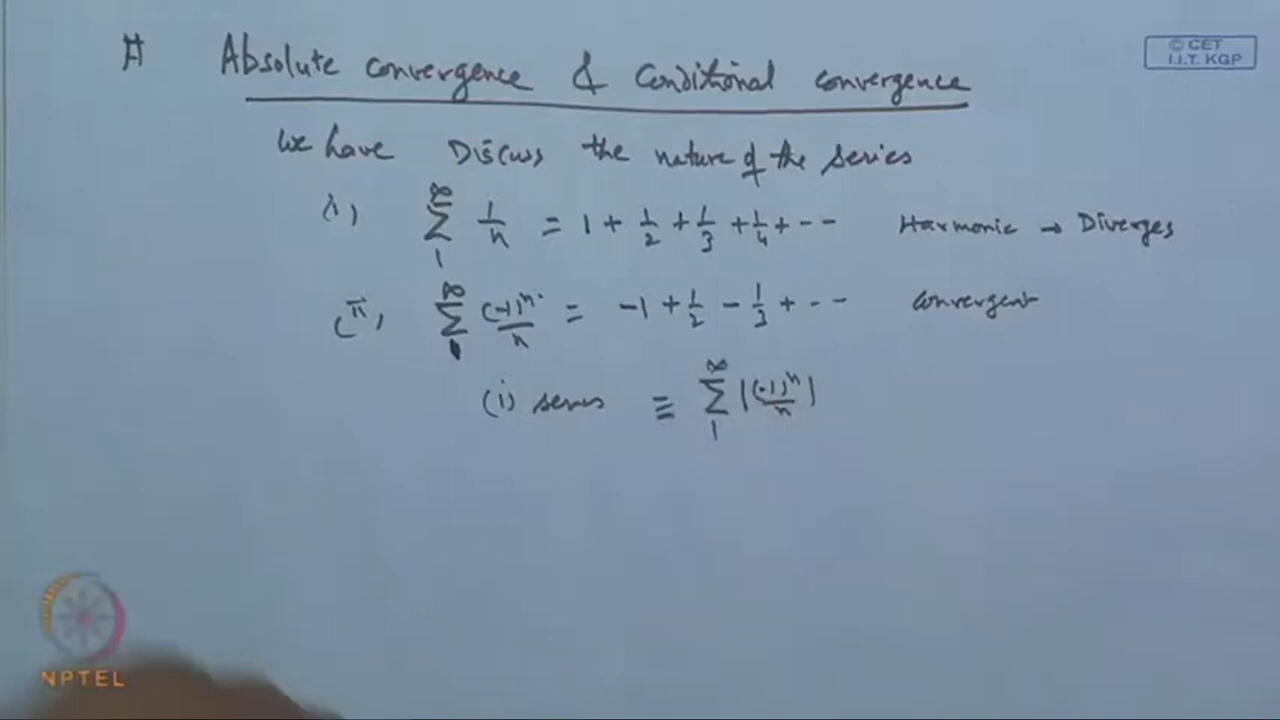 # Absolute convergence & Conditional convergence
© CET
I.I.T. KGP
We have Discuss the nature of the series
(i) ∞∑1 1/n = 1 + 1/2 + 1/3 + 1/4 + -- Harmonic → Diverges
(ii) ∞∑1 (-1)^n/n = -1 + 1/2 - 1/3 + -- Convergent
(i) series ≡ ∞∑1 |(-1)^n/n|
NPTEL